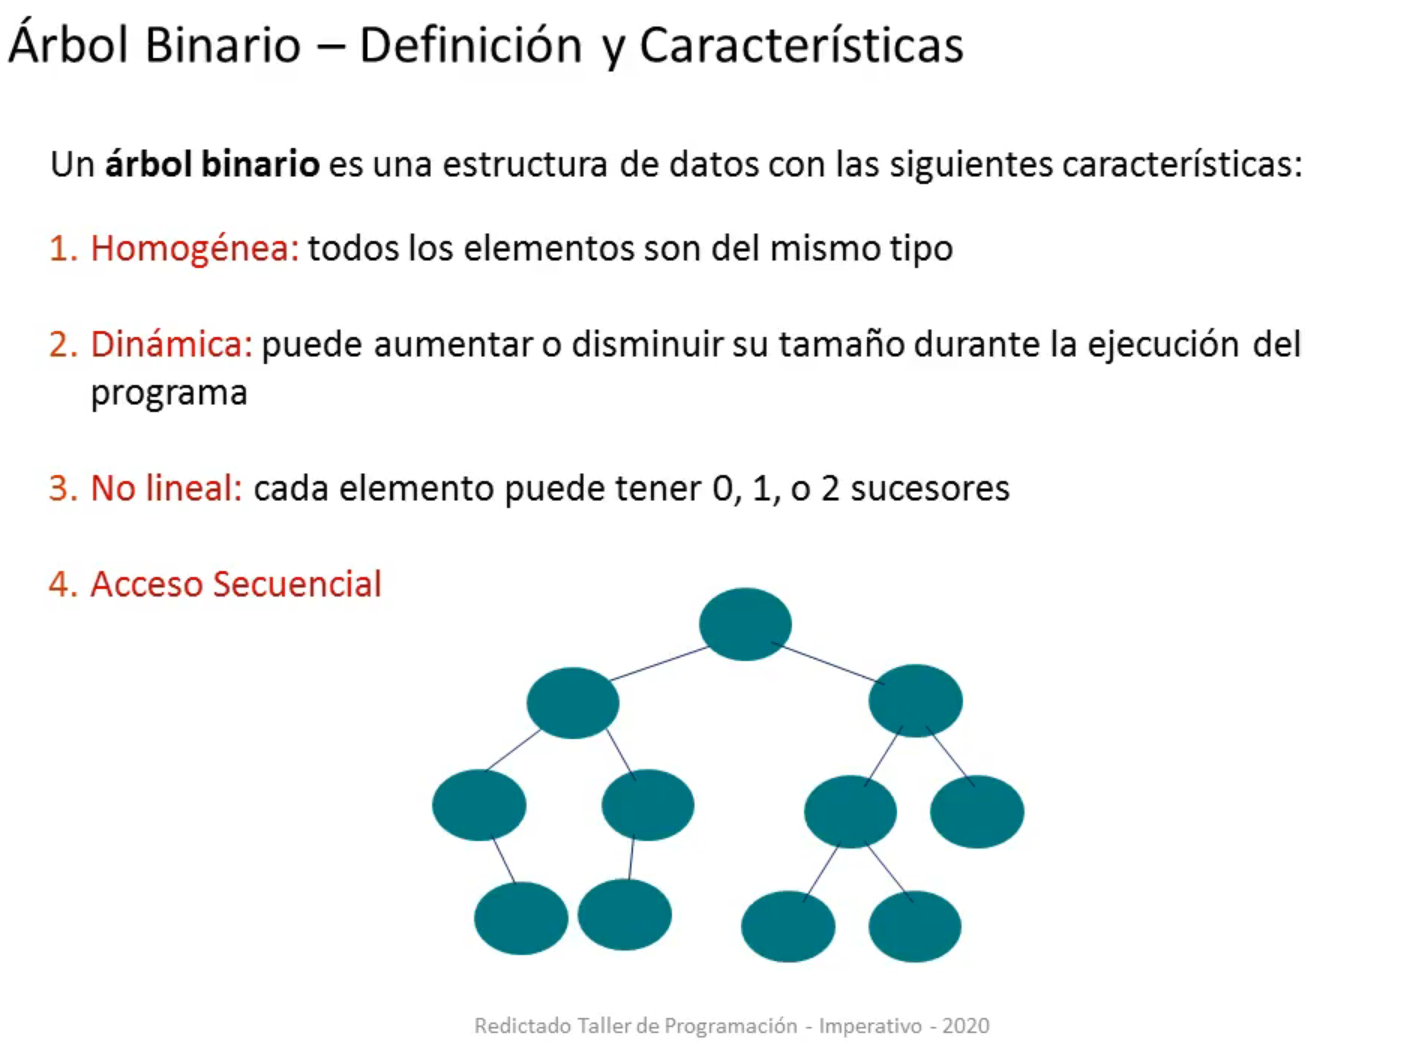 Árbol Binario – Definición y Características
Un árbol binario es una estructura de datos con las siguientes características:
1. Homogénea: todos los elementos son del mismo tipo
2. Dinámica: puede aumentar o disminuir su tamaño durante la ejecución del
programa
3. No lineal: cada elemento puede tener 0, 1, o 2 sucesores
4. Acceso Secuencial
Redictado Taller de Programación - Imperativo - 2020